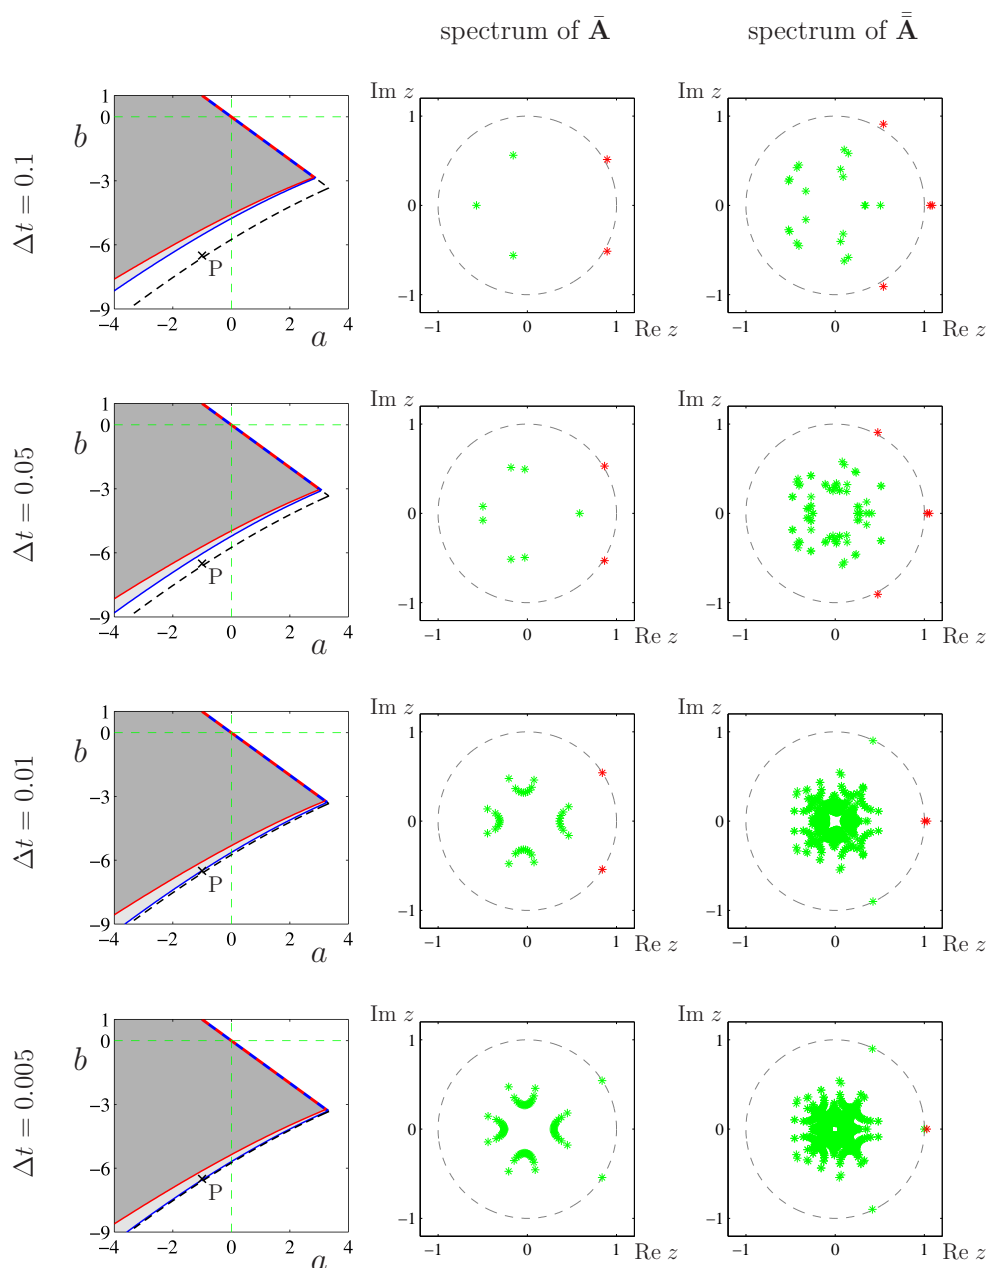 spectrum of Ā spectrum of Ā̄
Δt = 0.1
b
1
0
−3
−6
−9
P
−4 −2 0 2 4
a
Im z
1
0
−1
−1 0 1 Re z
Im z
1
0
−1
−1 0 1 Re z
Δt = 0.05
b
1
0
−3
−6
−9
P
−4 −2 0 2 4
a
Im z
1
0
−1
−1 0 1 Re z
Im z
1
0
−1
−1 0 1 Re z
Δt = 0.01
b
1
0
−3
−6
−9
P
−4 −2 0 2 4
a
Im z
1
0
−1
−1 0 1 Re z
Im z
1
0
−1
−1 0 1 Re z
Δt = 0.005
b
1
0
−3
−6
−9
P
−4 −2 0 2 4
a
Im z
1
0
−1
−1 0 1 Re z
Im z
1
0
−1
−1 0 1 Re z